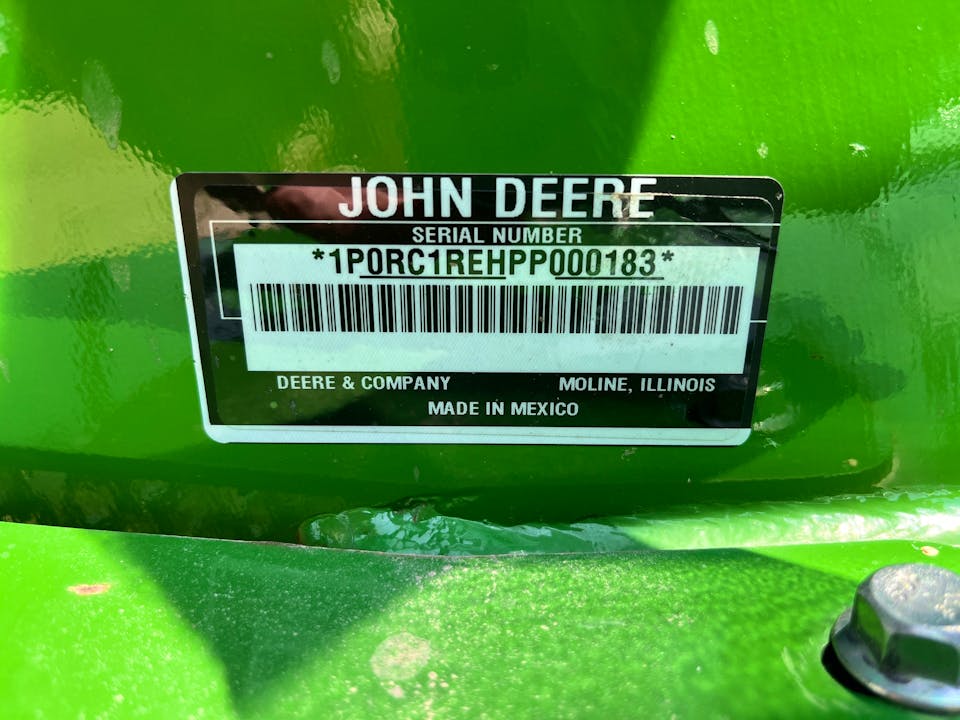 JOHN DEERE
SERIAL NUMBER
*1P0RC1REHPP000183*
DEERE & COMPANY MOLINE, ILLINOIS
MADE IN MEXICO